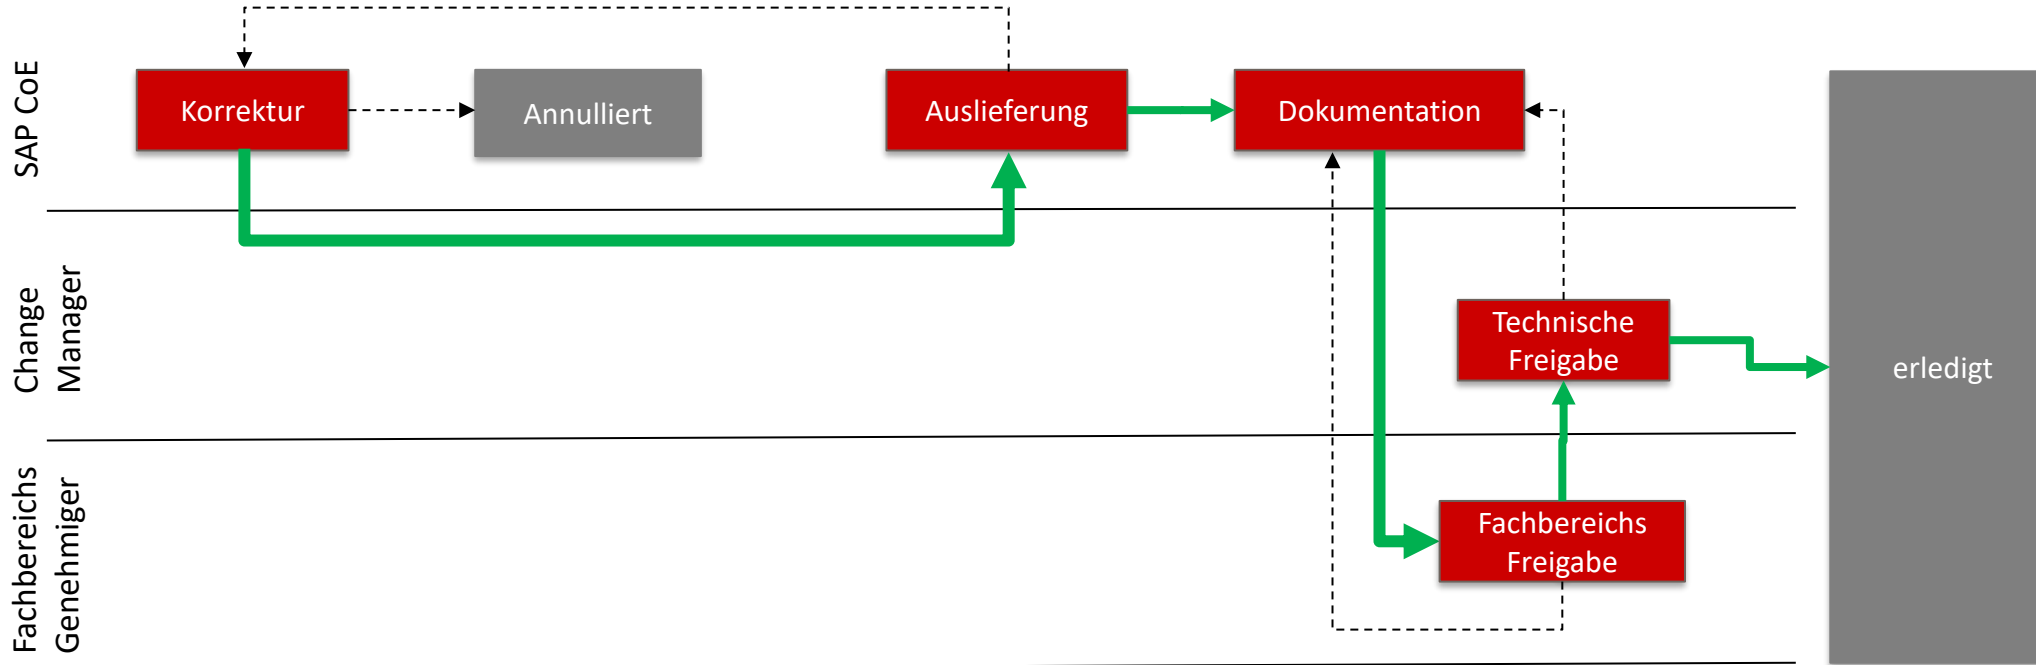 SAP CoE
Korrektur
Annulliert
Auslieferung
Dokumentation
Change
Manager
Technische
Freigabe
erledigt
Fachbereichs
Genehmiger
Fachbereichs
Freigabe